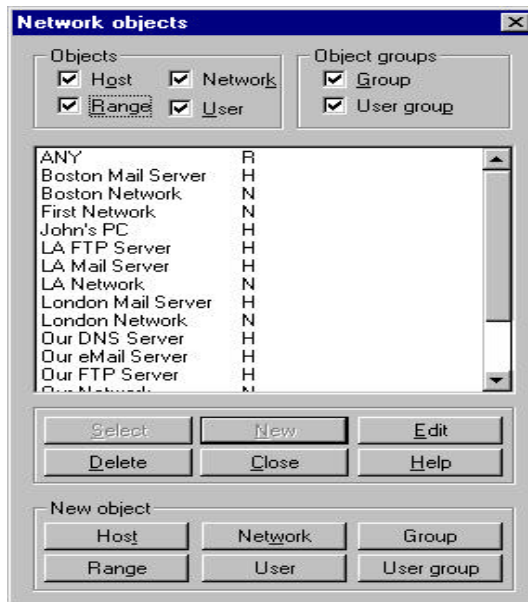 Network objects
Objects
Object groups
Host
Network
Group
Range
User
User group
ANY R
Boston Mail Server H
Boston Network N
First Network N
John's PC H
LA FTP Server H
LA Mail Server H
LA Network N
London Mail Server H
London Network N
Our DNS Server H
Our eMail Server H
Our FTP Server H
Our Network N
Select New Edit
Delete Close Help
New object
Host Network Group
Range User User group